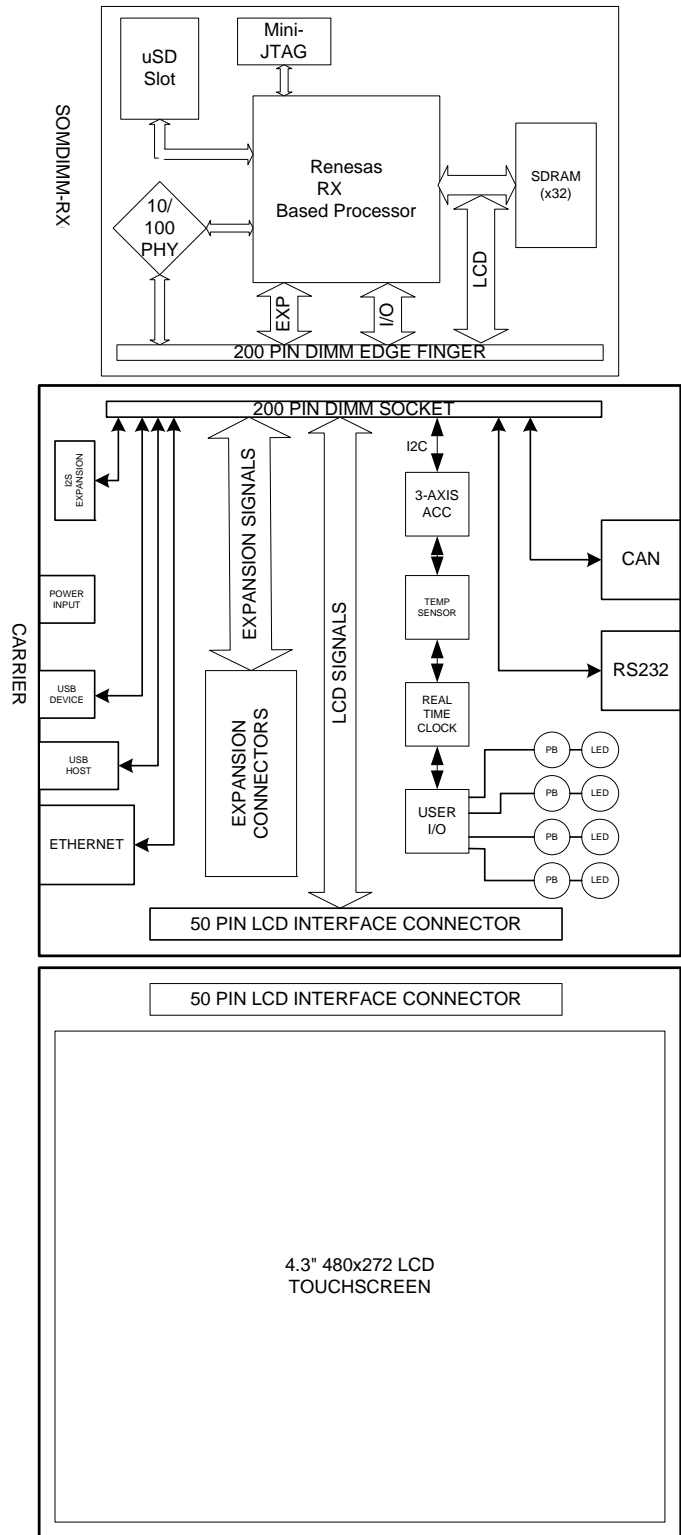 SOMDIMM-RX
uSD
Slot
Mini-
JTAG
Renesas
RX
Based Processor
SDRAM
(x32)
10/
100
PHY
EXP
I/O
LCD
200 PIN DIMM EDGE FINGER
CARRIER
200 PIN DIMM SOCKET
I2S
EXPANSION
POWER
INPUT
USB
DEVICE
USB
HOST
ETHERNET
EXPANSION SIGNALS
EXPANSION
CONNECTORS
LCD SIGNALS
I2C
3-AXIS
ACC
TEMP
SENSOR
REAL
TIME
CLOCK
USER
I/O
CAN
RS232
PB
LED
PB
LED
PB
LED
PB
LED
50 PIN LCD INTERFACE CONNECTOR
50 PIN LCD INTERFACE CONNECTOR
4.3" 480x272 LCD
TOUCHSCREEN